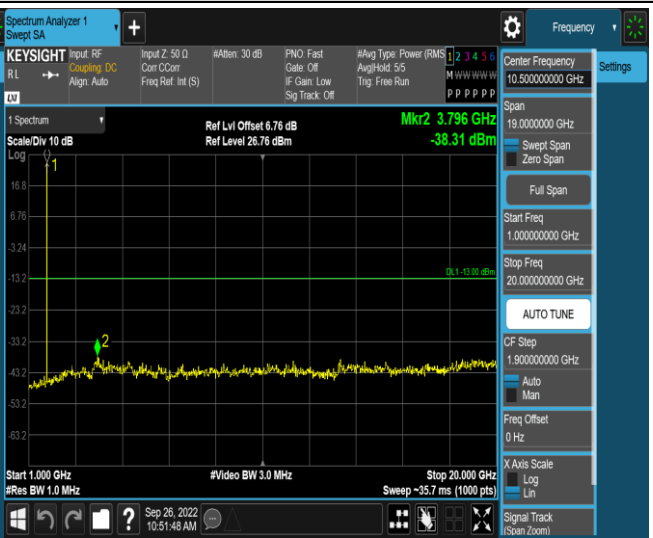 Spectrum Analyzer 1
Swept SA
Frequency
KEYSIGHT
Input: RF
Coupling: DC
Align: Auto
Input Z: 50 Ω
Corr CCorr
Freq Ref: Int (S)
#Atten: 30 dB
PNO: Fast
Gate: Off
IF Gain: Low
Sig Track: Off
#Avg Type: Power (RMS
Avg|Hold: 5/5
Trig: Free Run
1 2 3 4 5 6
M W W W W W
P P P P P P
R L
LXI
1 Spectrum
Scale/Div 10 dB
Log
Ref Lvl Offset 6.76 dB
Ref Level 26.76 dBm
Mkr2 3.796 GHz
-38.31 dBm
1
16.8
6.76
-3.24
-13.2
DL1 -13.00 dBm
-23.2
-33.2
2
-43.2
-53.2
-63.2
Start 1.000 GHz
#Res BW 1.0 MHz
#Video BW 3.0 MHz
Stop 20.000 GHz
Sweep ~35.7 ms (1000 pts)
Sep 26, 2022
10:51:48 AM
Settings
Center Frequency
10.500000000 GHz
Span
19.0000000 GHz
Swept Span
Zero Span
Full Span
Start Freq
1.000000000 GHz
Stop Freq
20.000000000 GHz
AUTO TUNE
CF Step
1.900000000 GHz
Auto
Man
Freq Offset
0 Hz
X Axis Scale
Log
Lin
Signal Track
(Span Zoom)